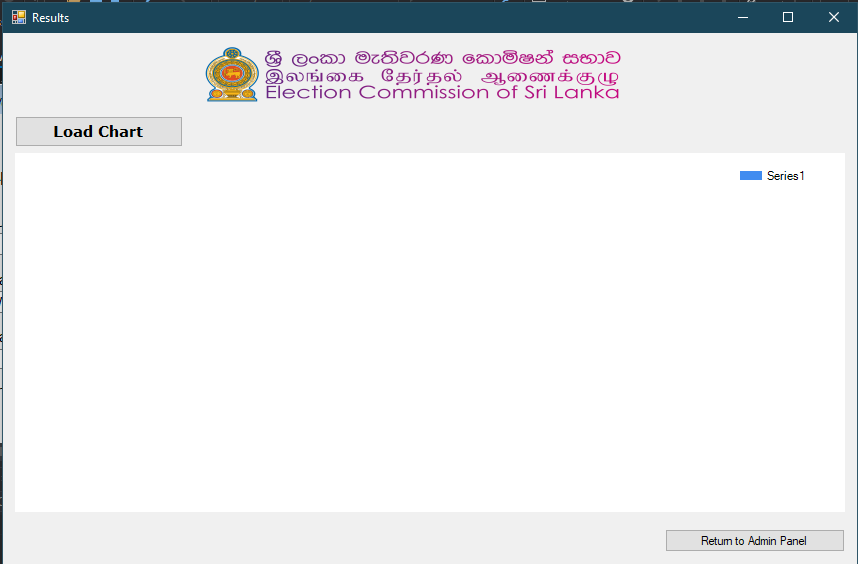 Results
ශ්‍රී ලංකා මැතිවරණ කොමිෂන් සභාව
இலங்கை தேர்தல் ஆணைக்குழு
Election Commission of Sri Lanka
Load Chart
Series1
Return to Admin Panel